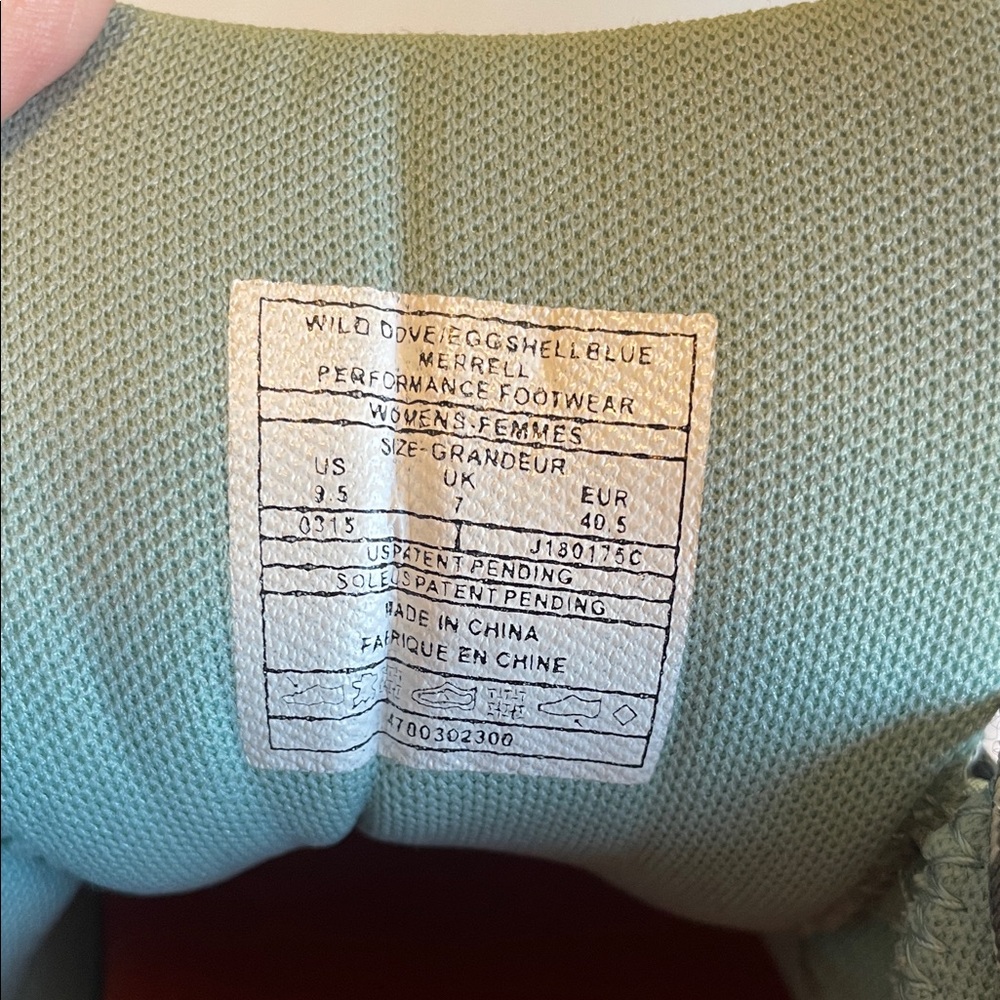 WILD DOVE/EGGSHELL BLUE
MERRELL
PERFORMANCE FOOTWEAR
WOMENS-FEMMES
SIZE-GRANDEUR
US UK EUR
9.5 7 40.5
0315 J180175C
US PATENT PENDING
SOLE US PATENT PENDING
MADE IN CHINA
FABRIQUE EN CHINE
4700302300